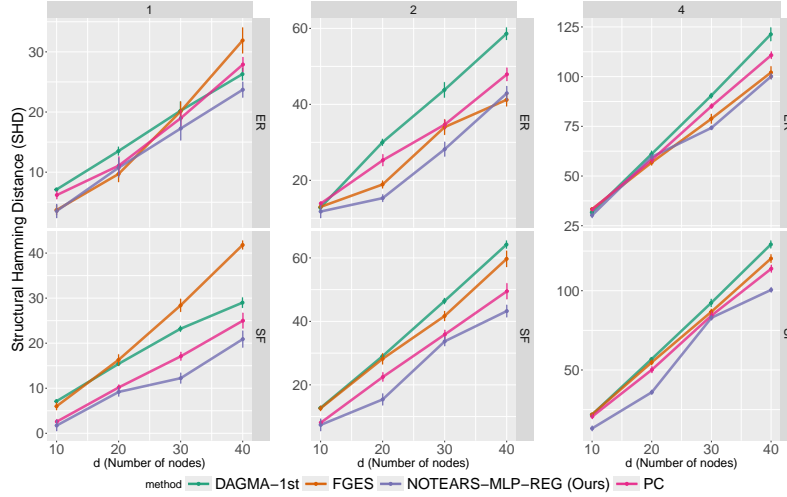 1 2 4
Structural Hamming Distance (SHD)
30
20
10
ER
60
40
20
ER
125
100
75
50
25
40
30
20
10
0
SF
60
40
20
SF
100
50
10 20 30 40
10 20 30 40
10 20 30 40
d (Number of nodes) d (Number of nodes) d (Number of nodes)
method DAGMA-1st FGES NOTEARS-MLP-REG (Ours) PC